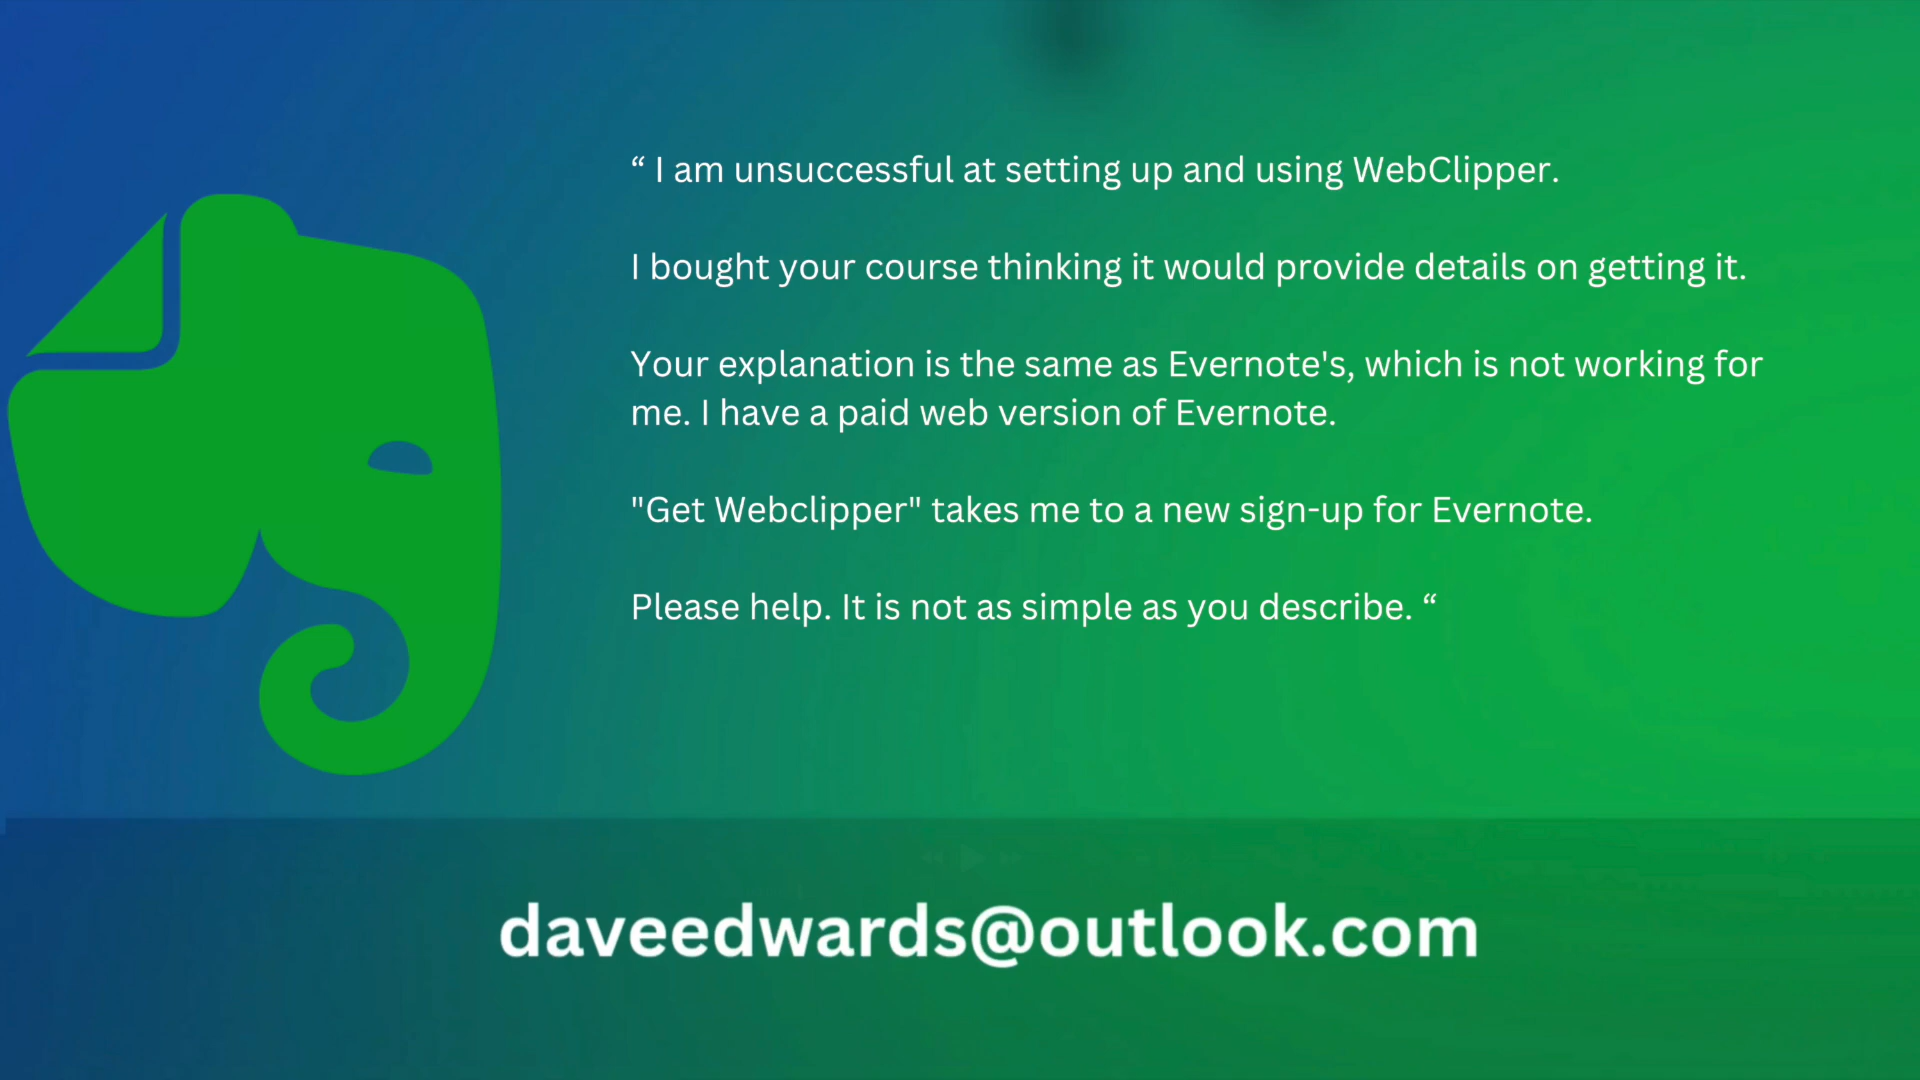 “ I am unsuccessful at setting up and using WebClipper.
I bought your course thinking it would provide details on getting it.
Your explanation is the same as Evernote's, which is not working for
me. I have a paid web version of Evernote.
"Get Webclipper" takes me to a new sign-up for Evernote.
Please help. It is not as simple as you describe. “
daveedwards@outlook.com